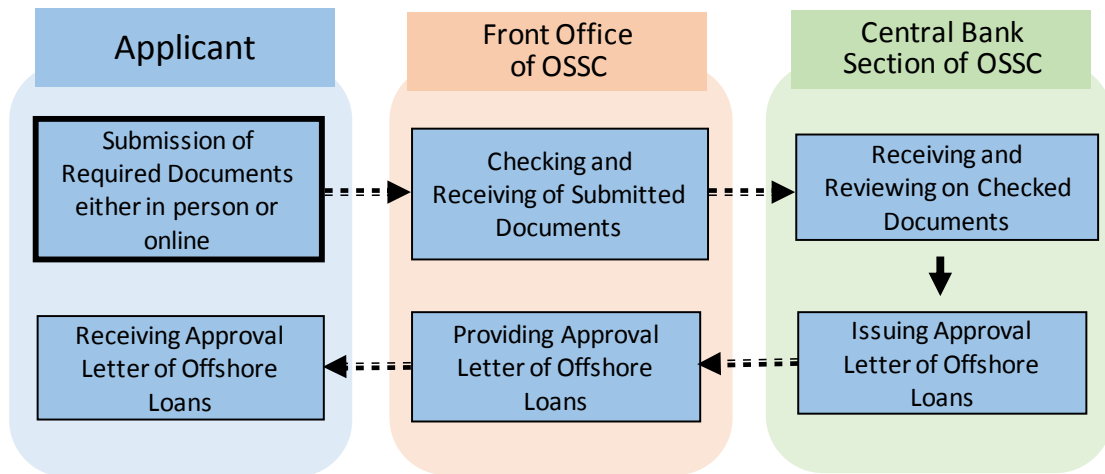 Applicant
Front Office
of OSSC
Central Bank
Section of OSSC
Submission of
Required Documents
either in person or
online
Checking and
Receiving of Submitted
Documents
Receiving and
Reviewing on Checked
Documents
Receiving Approval
Letter of Offshore
Loans
Providing Approval
Letter of Offshore
Loans
Issuing Approval
Letter of Offshore
Loans